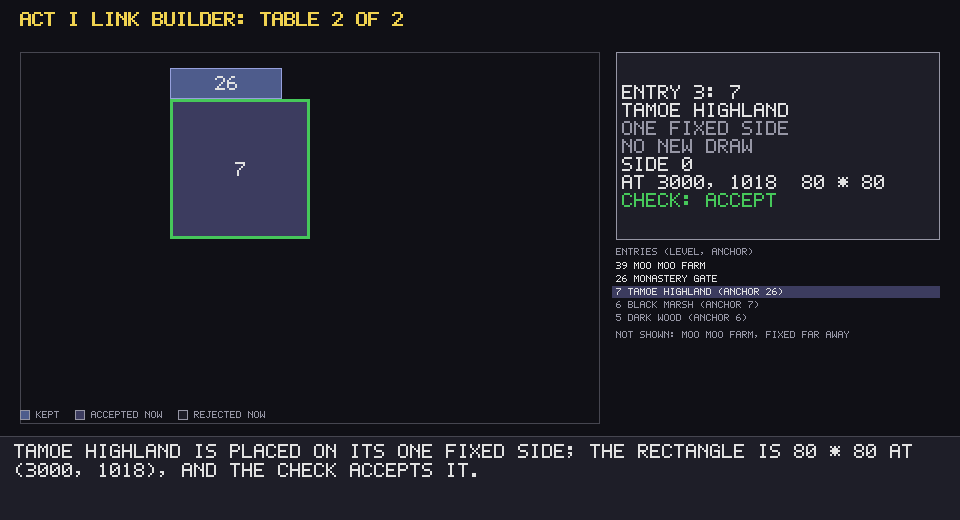 ACT I LINK BUILDER: TABLE 2 OF 2
26
7
ENTRY 3: 7
TAMOE HIGHLAND
ONE FIXED SIDE
NO NEW DRAW
SIDE 0
AT 3000, 1018  80 * 80
CHECK: ACCEPT
ENTRIES (LEVEL, ANCHOR)
39 MOO MOO FARM
26 MONASTERY GATE
7 TAMOE HIGHLAND (ANCHOR 26)
6 BLACK MARSH (ANCHOR 7)
5 DARK WOOD (ANCHOR 6)
NOT SHOWN: MOO MOO FARM, FIXED FAR AWAY
KEPT ACCEPTED NOW REJECTED NOW
TAMOE HIGHLAND IS PLACED ON ITS ONE FIXED SIDE; THE RECTANGLE IS 80 * 80 AT
(3000, 1018), AND THE CHECK ACCEPTS IT.